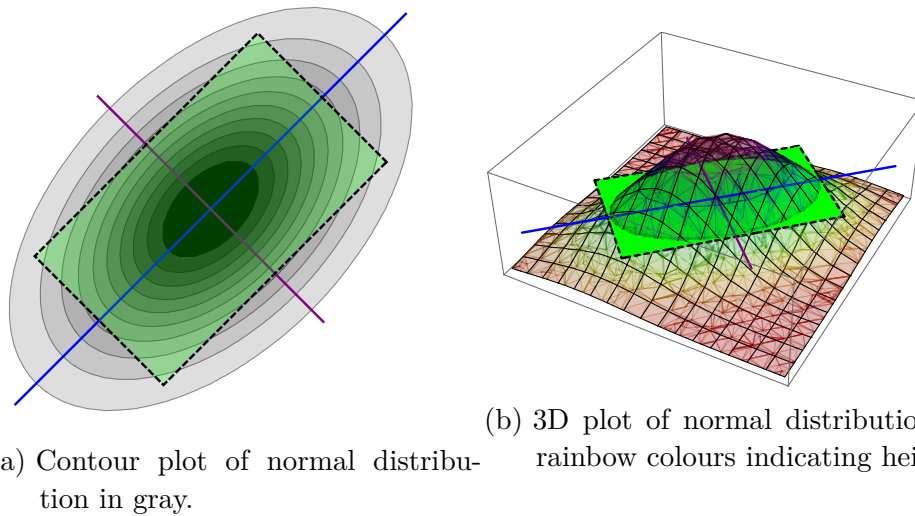 a) Contour plot of normal distribu-
tion in gray.
(b) 3D plot of normal distributio
rainbow colours indicating hei